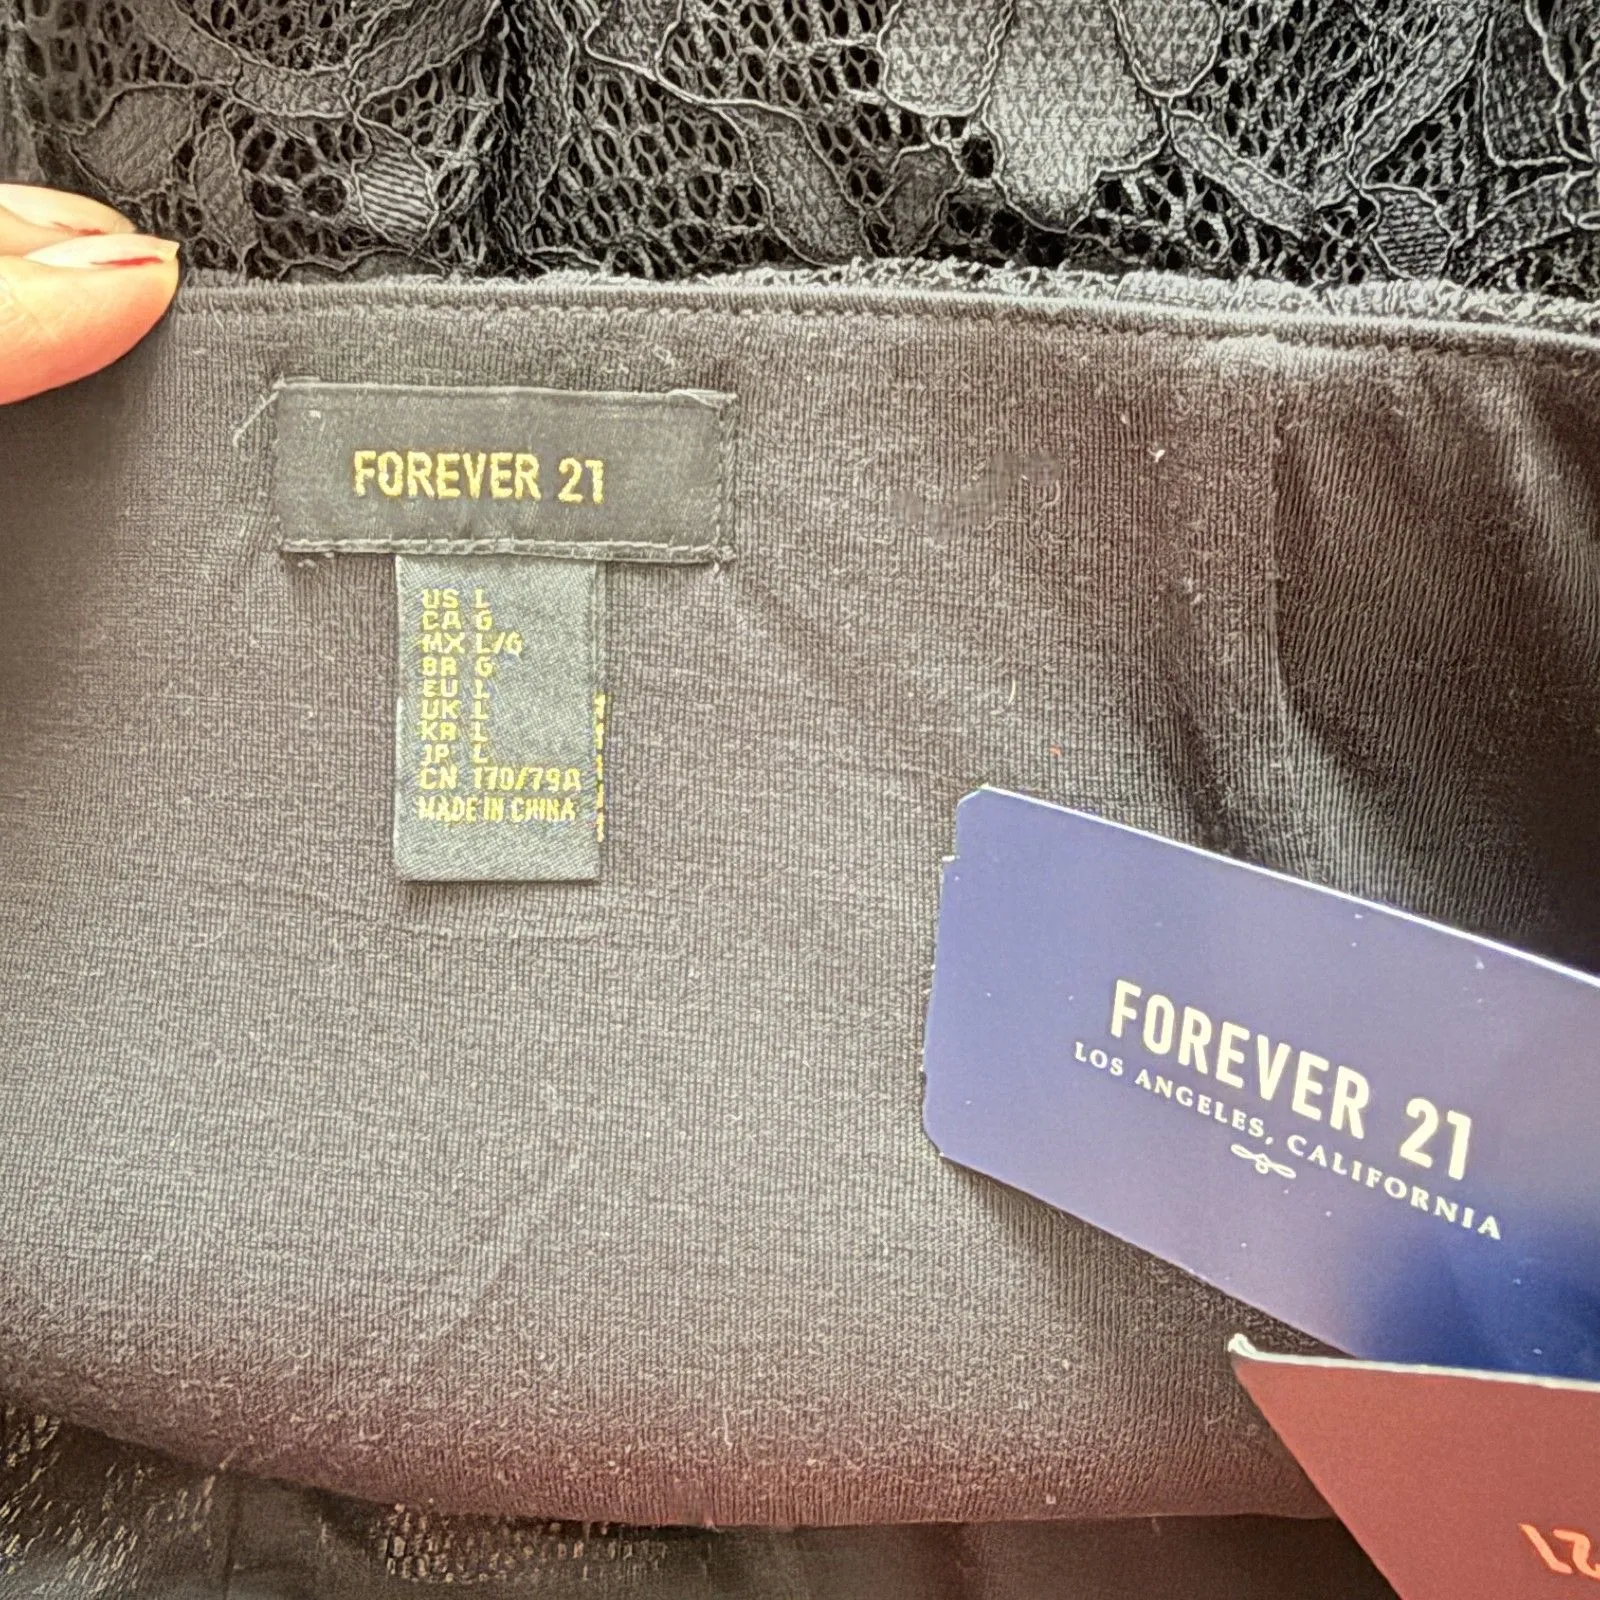 FOREVER 21
US L
CA G
MX L/G
BR G
EU L
UK L
KR L
JP L
CN 170/79A
MADE IN CHINA
FOREVER 21
LOS ANGELES, CALIFORNIA
21